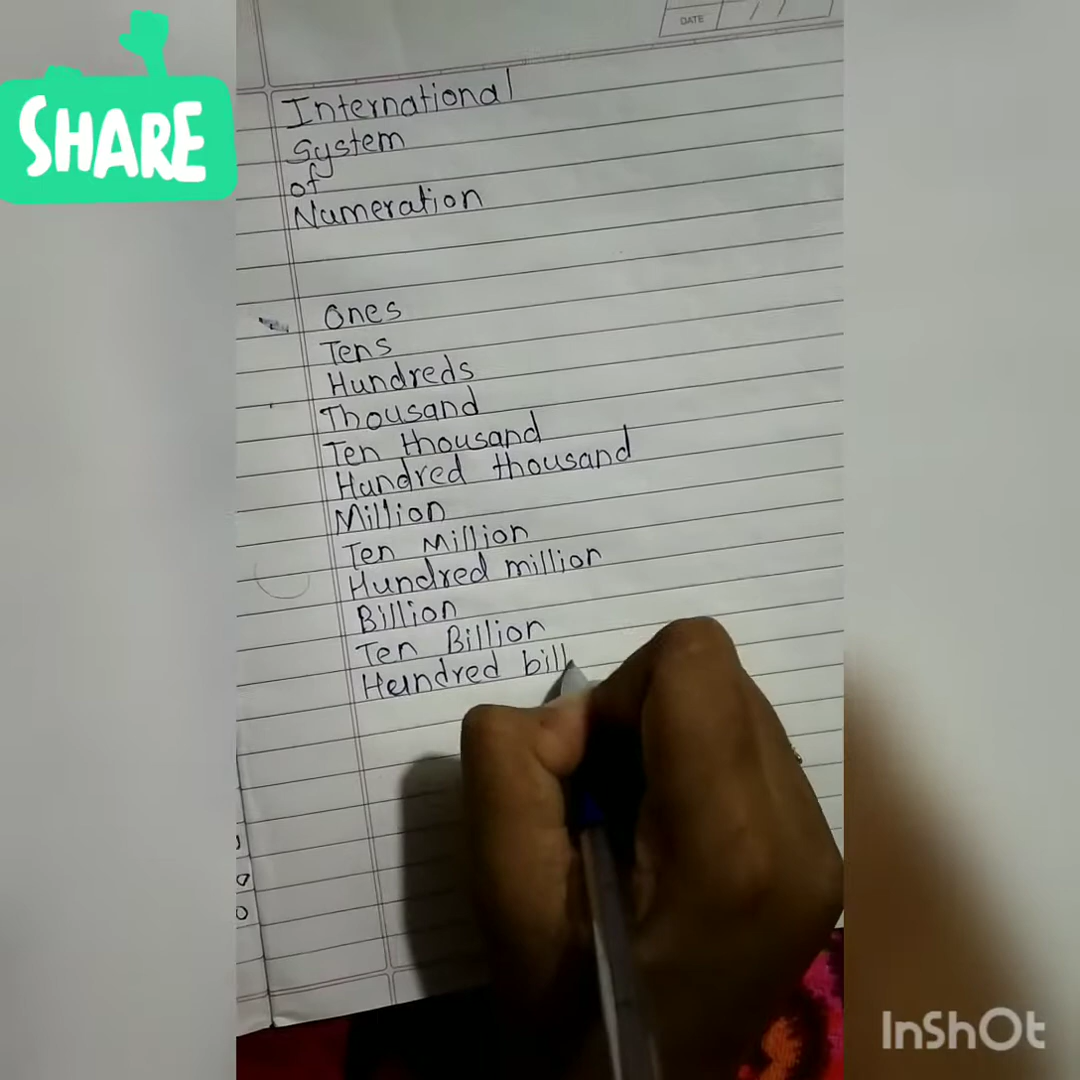 SHARE
DATE / /
International
System
of
Numeration
Ones
Tens
Hundreds
Thousand
Ten thousand
Hundred thousand
Million
Ten Million
Hundred million
Billion
Ten Billion
Hundred bill
InShOt